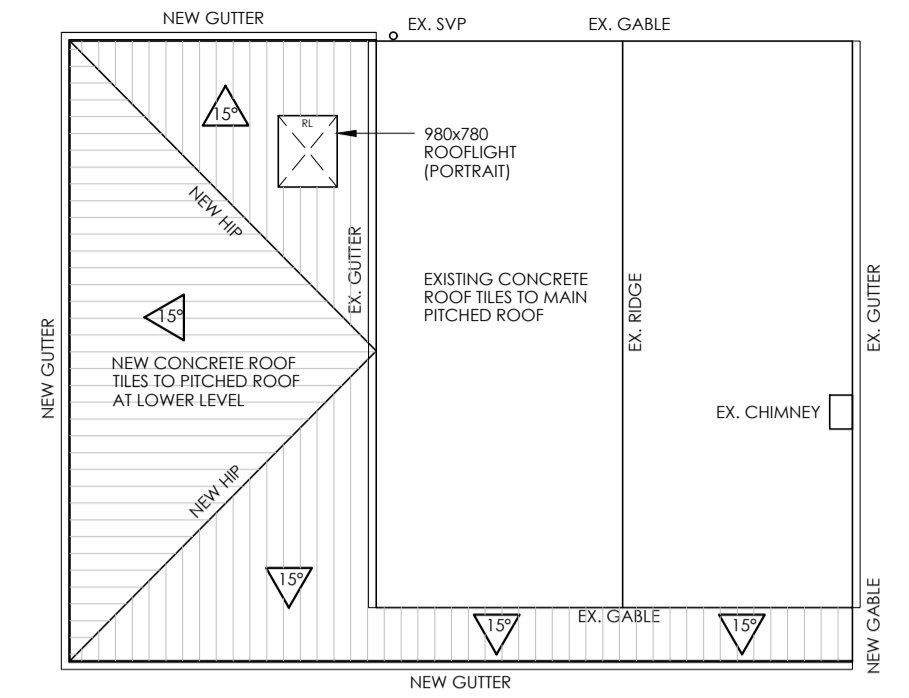 NEW GUTTER
EX. SVP
EX. GABLE
15°
RL
980x780
ROOFLIGHT
(PORTRAIT)
NEW HIP
EX. GUTTER
EXISTING CONCRETE
ROOF TILES TO MAIN
PITCHED ROOF
EX. RIDGE
EX. GUTTER
15°
NEW GUTTER
NEW CONCRETE ROOF
TILES TO PITCHED ROOF
AT LOWER LEVEL
EX. CHIMNEY
NEW HIP
15°
EX. GABLE
15°
15°
NEW GABLE
NEW GUTTER